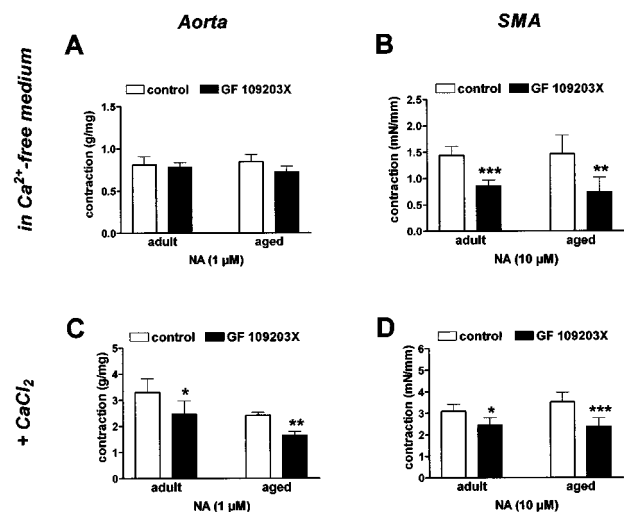 Aorta
SMA
in Ca²⁺-free medium
A
control GF 109203X
contraction (g/mg)
1.5
1.0
0.5
0.0
adult aged
NA (1 µM)
B
control GF 109203X
contraction (mN/mm)
2.5
2.0
1.5
1.0
0.5
0.0
*** **
adult aged
NA (10 µM)
+ CaCl₂
C
control GF 109203X
contraction (g/mg)
5
4
3
2
1
0
* **
adult aged
NA (1 µM)
D
control GF 109203X
contraction (mN/mm)
6
5
4
3
2
1
0
* ***
adult aged
NA (10 µM)